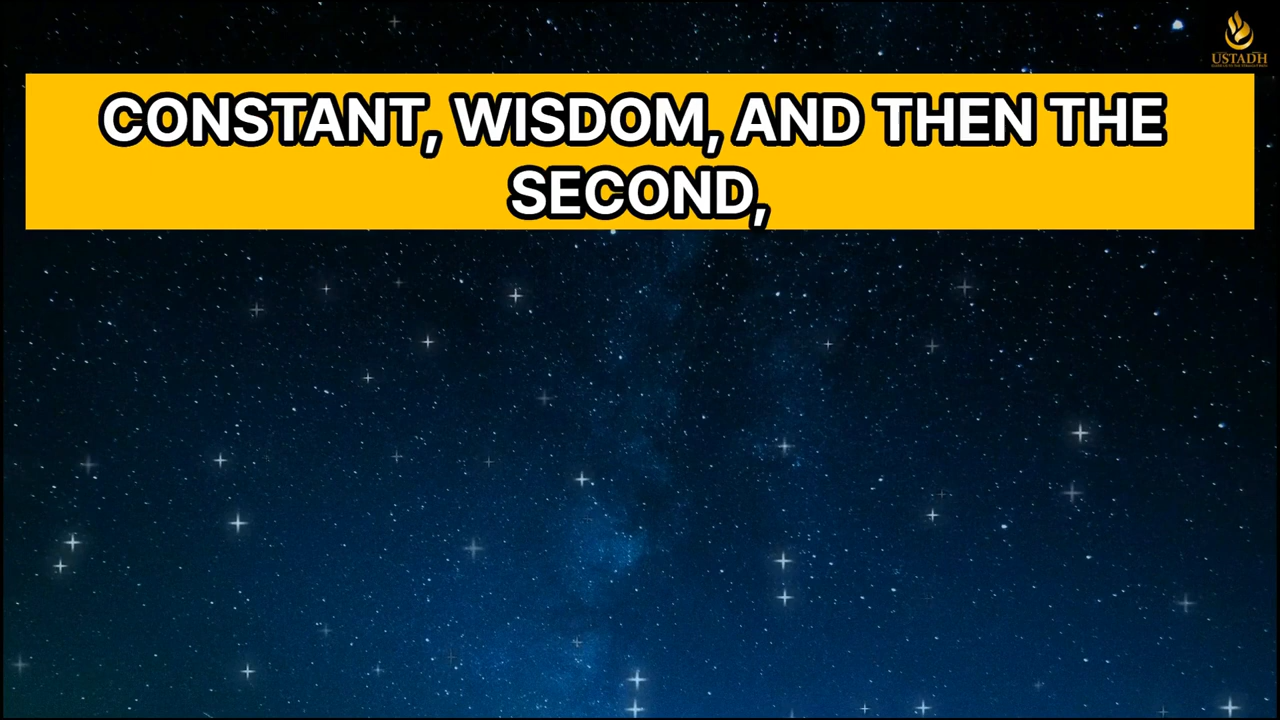 USTADH
CONSTANT, WISDOM, AND THEN THE
SECOND,